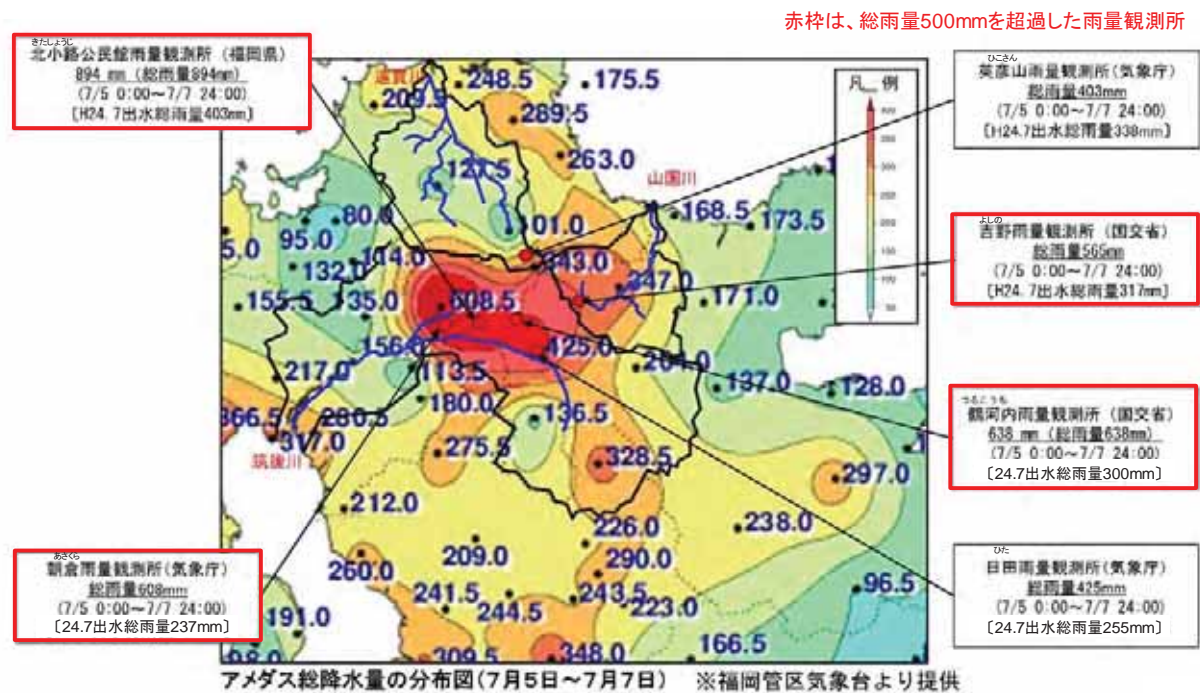 赤枠は、総雨量500mmを超過した雨量観測所
きたしょうじ
北小路公民館雨量観測所（福岡県）
894 mm（総雨量894mm）
(7/5 0:00～7/7 24:00)
〔H24.7出水総雨量403mm〕
ひこさん
英彦山雨量観測所(気象庁)
総雨量403mm
(7/5 0:00～7/7 24:00)
〔H24.7出水総雨量338mm〕
よしの
吉野雨量観測所（国交省）
総雨量565mm
(7/5 0:00～7/7 24:00)
〔H24.7出水総雨量317mm〕
つるこうち
鶴河内雨量観測所（国交省）
638 mm（総雨量638mm）
(7/5 0:00～7/7 24:00)
〔24.7出水総雨量300mm〕
ひた
日田雨量観測所(気象庁)
総雨量425mm
(7/5 0:00～7/7 24:00)
〔24.7出水総雨量255mm〕
あさくら
朝倉雨量観測所(気象庁)
総雨量608mm
(7/5 0:00～7/7 24:00)
〔24.7出水総雨量237mm〕
凡 例
遠賀川
248.5
175.5
209.5
289.5
263.0
127.5
山国川
168.5
173.5
80.0
95.0
101.0
5.0
132.0
114.0
343.0
347.0
155.5
135.0
608.5
171.0
156.0
425.0
264.0
217.0
113.5
137.0
128.0
366.5
280.5
180.0
136.5
317.0
筑後川
275.5
328.5
297.0
212.0
238.0
226.0
209.0
290.0
260.0
241.5
244.5
243.5
223.0
96.5
191.0
98.0
309.5
348.0
166.5
アメダス総降水量の分布図(7月5日～7月7日)　※福岡管区気象台より提供